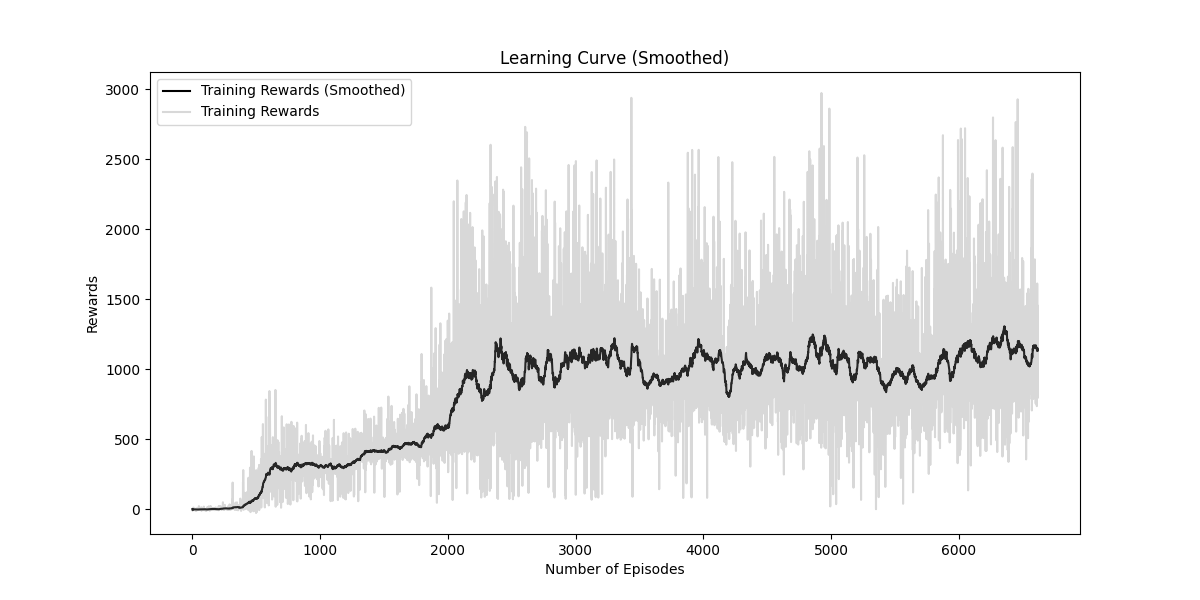 Learning Curve (Smoothed)
Training Rewards (Smoothed)
Training Rewards
3000
2500
2000
1500
1000
500
0
Rewards
0 1000 2000 3000 4000 5000 6000
Number of Episodes